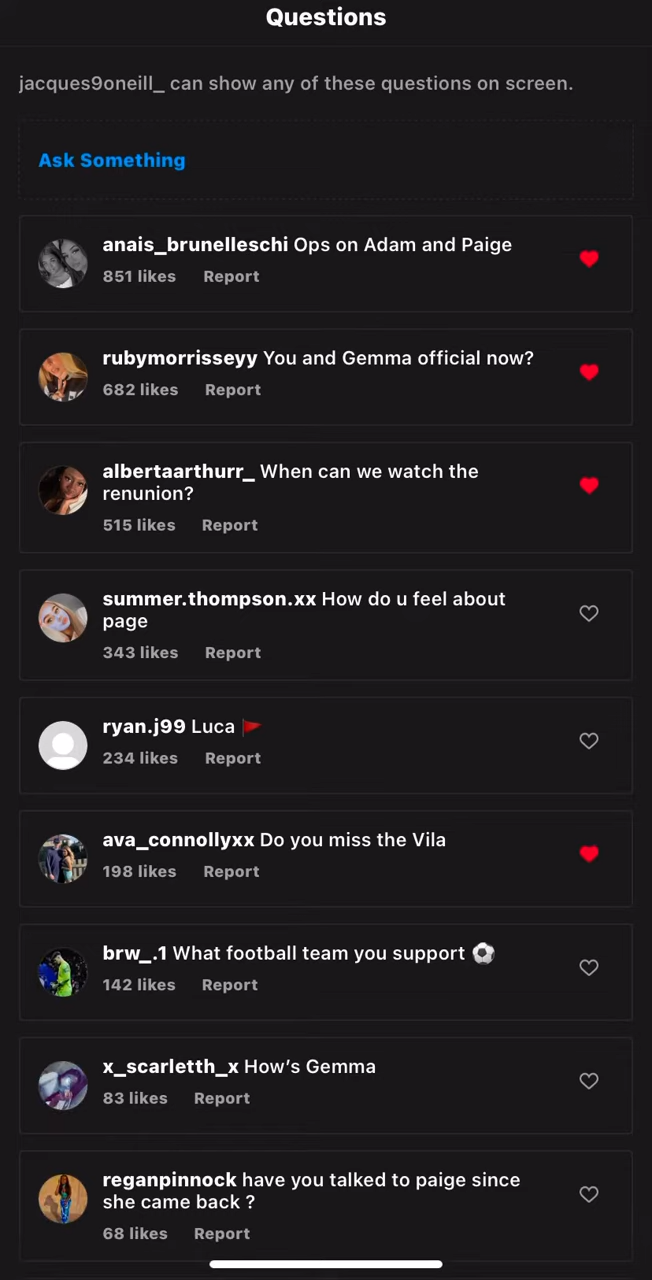 Questions
jacques9oneill_ can show any of these questions on screen.
Ask Something
anais_brunelleschi Ops on Adam and Paige
851 likes Report
rubymorrisseyy You and Gemma official now?
682 likes Report
albertaarthurr_ When can we watch the
renunion?
515 likes Report
summer.thompson.xx How do u feel about
page
343 likes Report
ryan.j99 Luca 🚩
234 likes Report
ava_connollyxx Do you miss the Vila
198 likes Report
brw_.1 What football team you support ⚽
142 likes Report
x_scarletth_x How's Gemma
83 likes Report
reganpinnock have you talked to paige since
she came back ?
68 likes Report